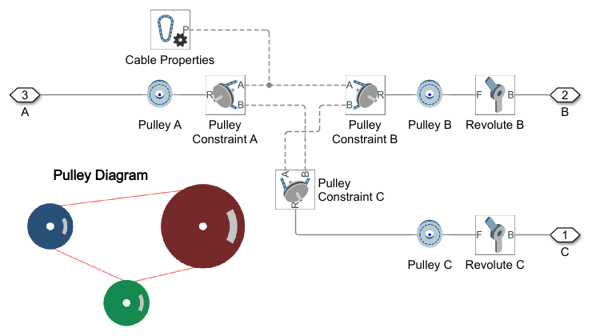 P
Cable Properties
3
A
Pulley A
R
A
B
Pulley
Constraint A
A
B
R
Pulley
Constraint B
Pulley B
F
B
Revolute B
2
B
A
B
R
Pulley
Constraint C
Pulley Diagram
Pulley C
F
B
Revolute C
1
C